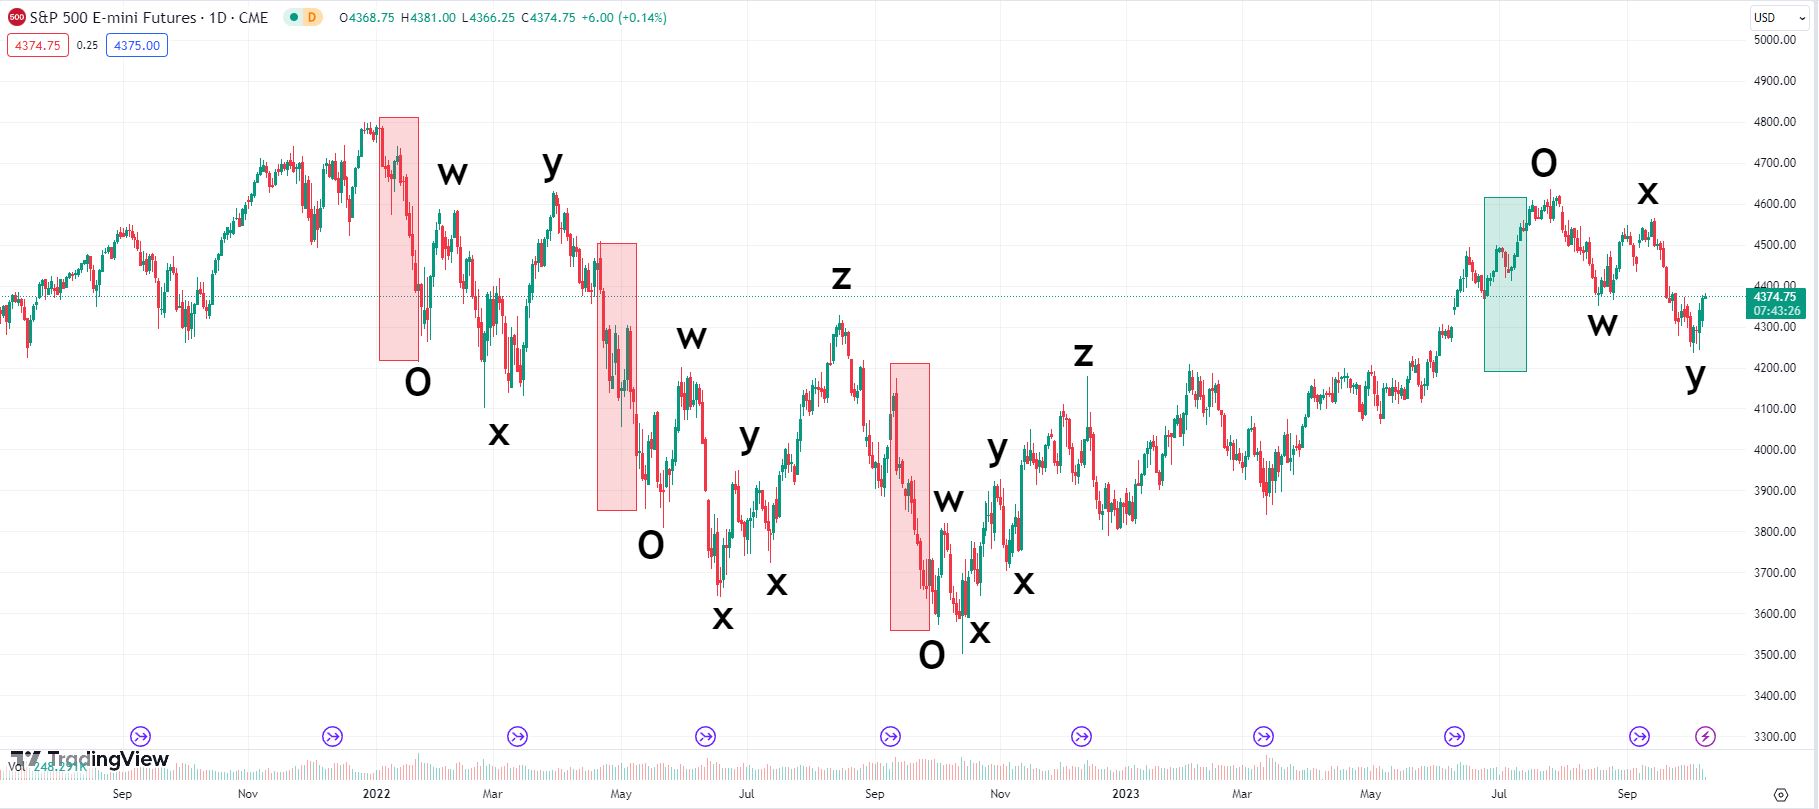 500 S&P 500 E-mini Futures · 1D · CME D O4368.75 H4381.00 L4366.25 C4374.75 +6.00 (+0.14%)
USD
4374.75 0.25 4375.00
5000.00
4900.00
4800.00
4700.00
4600.00
4500.00
4400.00
4374.75
07:43:26
4300.00
4200.00
4100.00
4000.00
3900.00
3800.00
3700.00
3600.00
3500.00
3400.00
3300.00
O
w
x
y
O
w
x
y
x
z
O
w
x
y
x
z
O
w
x
y
TradingView
Vol 248.291K
Sep Nov 2022 Mar May Jul Sep Nov 2023 Mar May Jul Sep